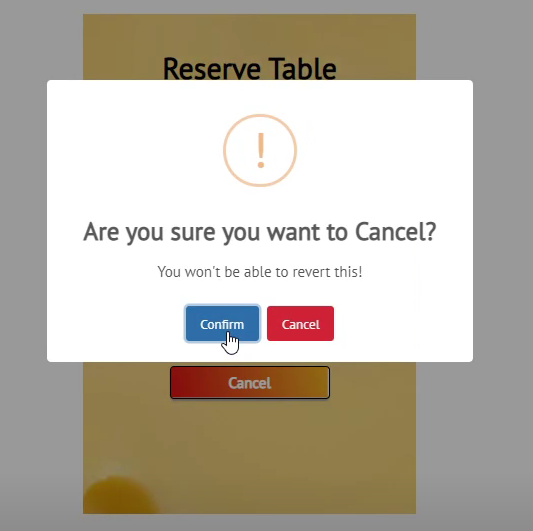 Reserve Table
!
Are you sure you want to Cancel?
You won't be able to revert this!
Confirm Cancel
Cancel